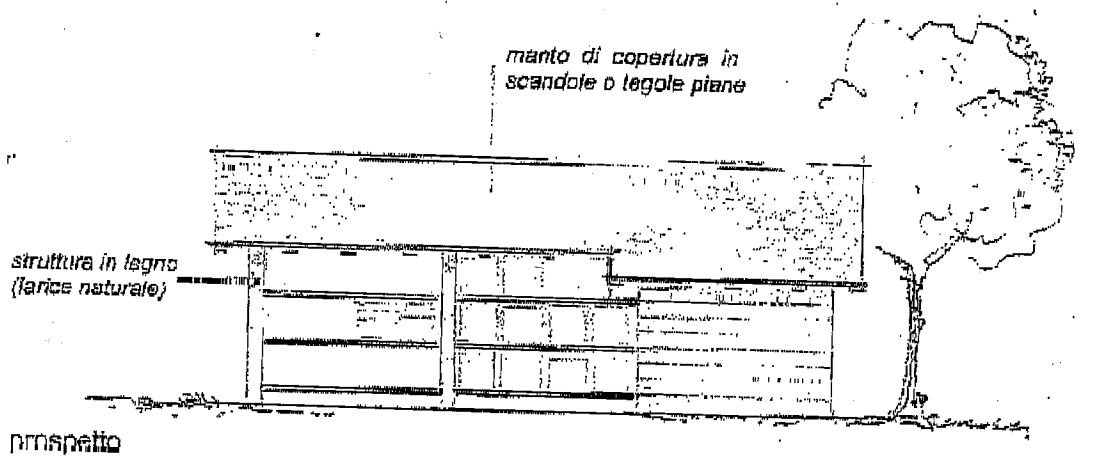 manto di copertura in
scandole o tegole piane
struttura in legno
(larice naturale)
prospetto